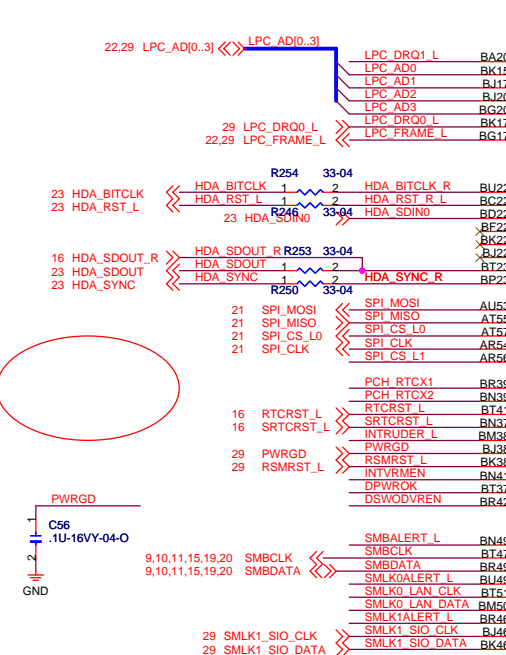 22,29 LPC_AD[0..3] LPC_AD[0..3]
LPC_DRQ1_L
LPC_AD0
LPC_AD1
LPC_AD2
LPC_AD3
29 LPC_DRQ0_L LPC_DRQ0_L
22,29 LPC_FRAME_L LPC_FRAME_L
R254 33-04
23 HDA_BITCLK HDA_BITCLK 1 2 HDA_BITCLK_R
23 HDA_RST_L HDA_RST_L 1 2 HDA_RST_R_L
R246 33-04
23 HDA_SDIN0 HDA_SDIN0
16 HDA_SDOUT_R HDA_SDOUT_R R253 33-04
23 HDA_SDOUT HDA_SDOUT 1 2
23 HDA_SYNC HDA_SYNC 1 2 HDA_SYNC_R
R250 33-04
21 SPI_MOSI SPI_MOSI
21 SPI_MISO SPI_MISO
21 SPI_CS_L0 SPI_CS_L0
21 SPI_CLK SPI_CLK
SPI_CS_L1
PCH_RTCX1
PCH_RTCX2
16 RTCRST_L RTCRST_L
16 SRTCRST_L SRTCRST_L
INTRUDER_L
29 PWRGD PWRGD
29 RSMRST_L RSMRST_L
INTVRMEN
DPWROK
DSWODVREN
PWRGD
1
C56
.1U-16VY-04-O
2
GND
SMBALERT_L
9,10,11,15,19,20 SMBCLK SMBCLK
9,10,11,15,19,20 SMBDATA SMBDATA
SMLK0ALERT_L
SMLK0_LAN_CLK
SMLK0_LAN_DATA
SMLK1ALERT_L
29 SMLK1_SIO_CLK SMLK1_SIO_CLK
29 SMLK1_SIO_DATA SMLK1_SIO_DATA